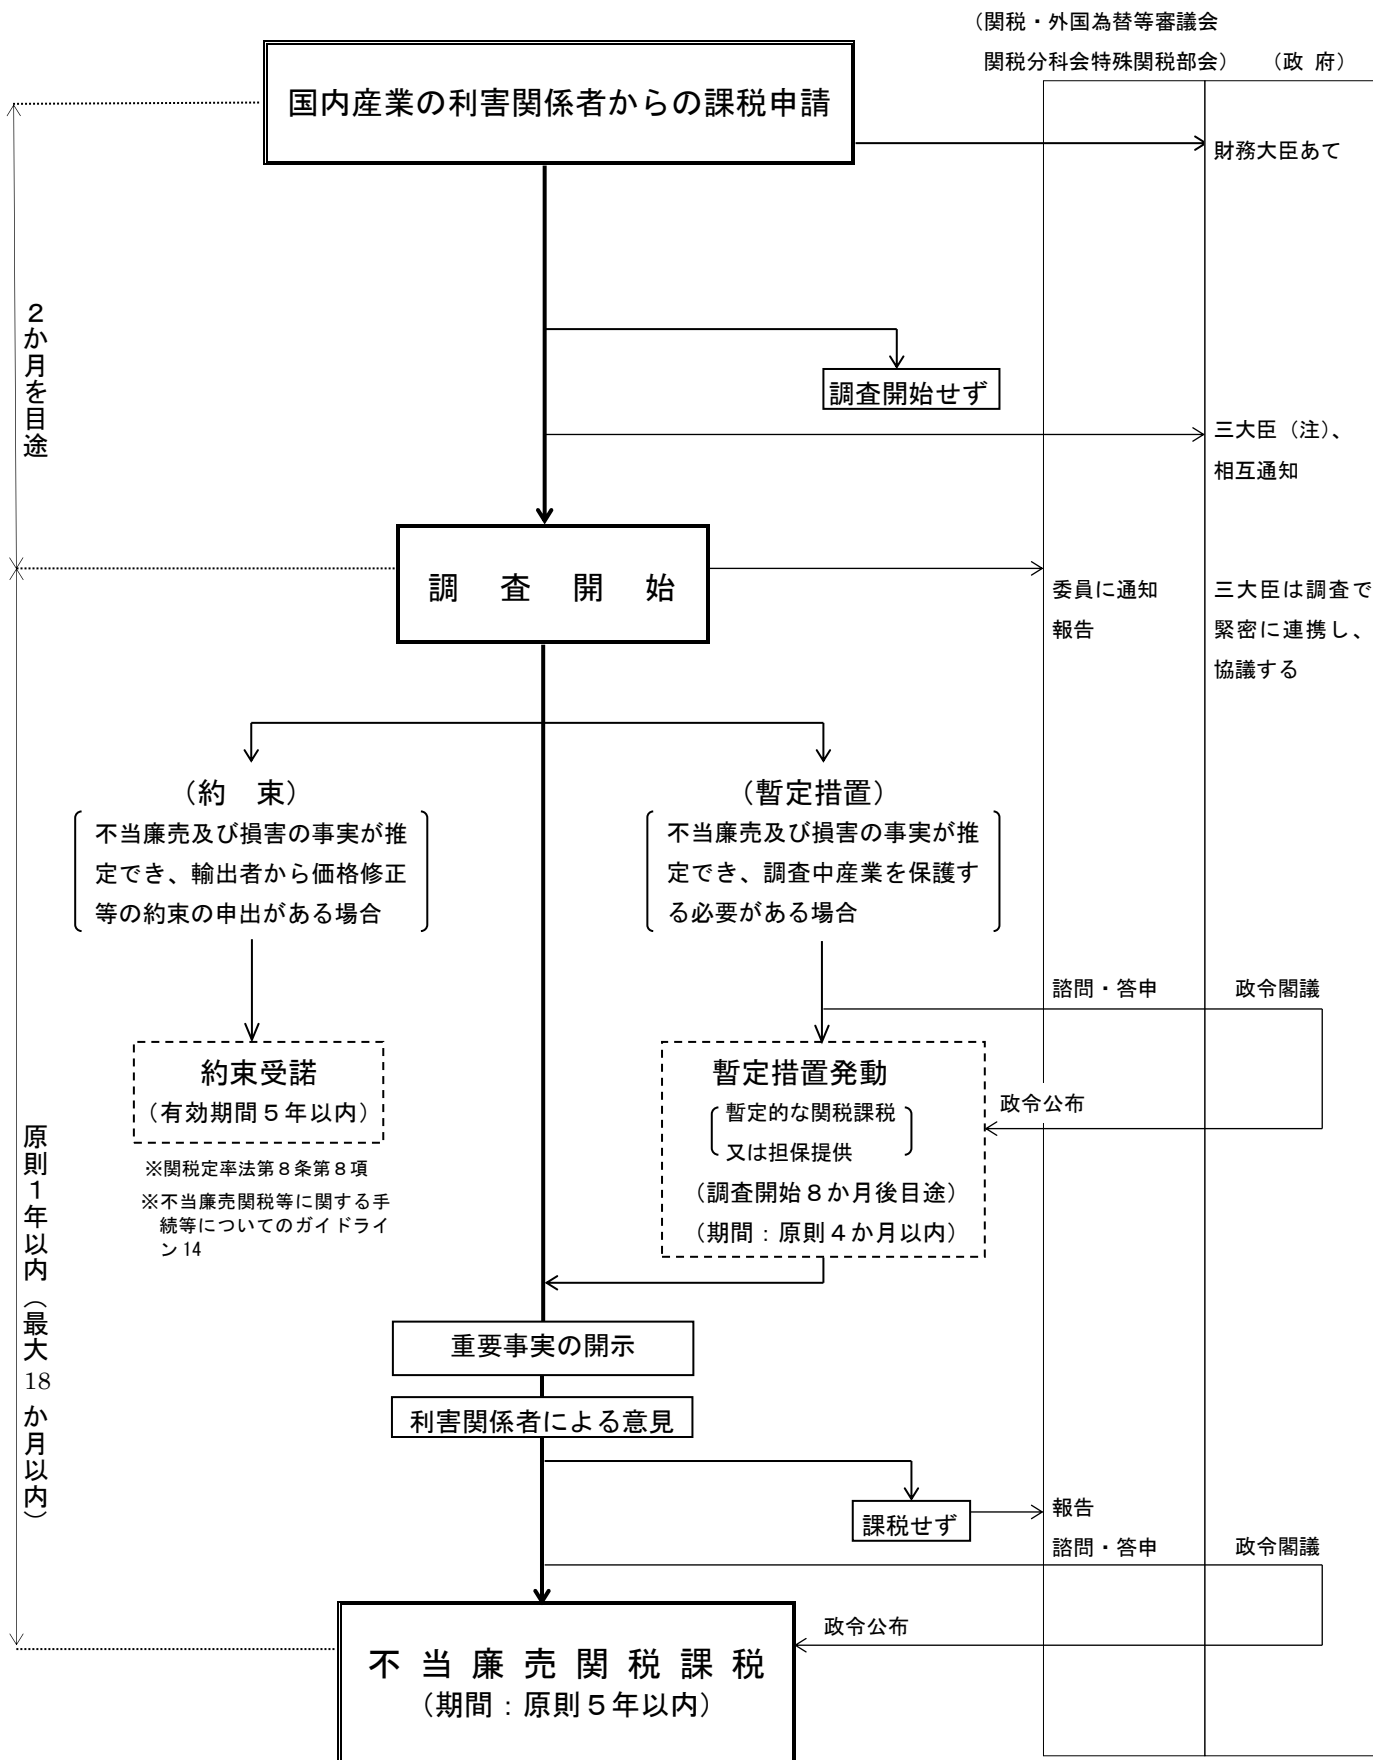 （関税・外国為替等審議会
関税分科会特殊関税部会）
（政 府）
国内産業の利害関係者からの課税申請
財務大臣あて
２か月を目途
調査開始せず
三大臣（注）、
相互通知
調　査　開　始
委員に通知
報告
三大臣は調査で
緊密に連携し、
協議する
（約　束）
不当廉売及び損害の事実が推
定でき、輸出者から価格修正
等の約束の申出がある場合
（暫定措置）
不当廉売及び損害の事実が推
定でき、調査中産業を保護す
る必要がある場合
諮問・答申
政令閣議
約束受諾
（有効期間５年以内）
※関税定率法第８条第８項
※不当廉売関税等に関する手
続等についてのガイドライ
ン 14
暫定措置発動
暫定的な関税課税
又は担保提供
（調査開始８か月後目途）
（期間：原則４か月以内）
政令公布
原則１年以内（最大18か月以内）
重要事実の開示
利害関係者による意見
課税せず
報告
諮問・答申
政令閣議
政令公布
不 当 廉 売 関 税 課 税
（期間：原則５年以内）